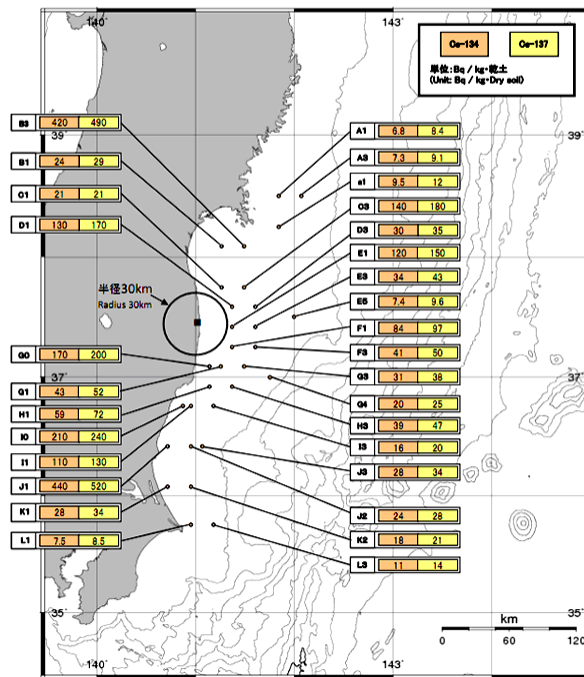 140
143
Cs-134 Cs-137
単位:Bq / kg・乾土
(Unit: Bq / kg・Dry soil)
39
39
B3 420 490
B1 24 29
C1 21 21
D1 130 170
A1 6.8 8.4
A3 7.3 9.1
a1 9.5 12
C3 140 180
D3 30 35
E1 120 150
E3 34 43
E5 7.4 9.6
F1 84 97
F3 41 50
G3 31 38
G4 20 25
H3 39 47
I3 16 20
J3 28 34
J2 24 28
K2 18 21
L3 11 14
半径30km
Radius 30km
G0 170 200
G1 43 52
H1 59 72
I0 210 240
I1 110 130
J1 440 520
K1 28 34
L1 7.5 8.5
37
37
35
35
km
0 60 120
140
143